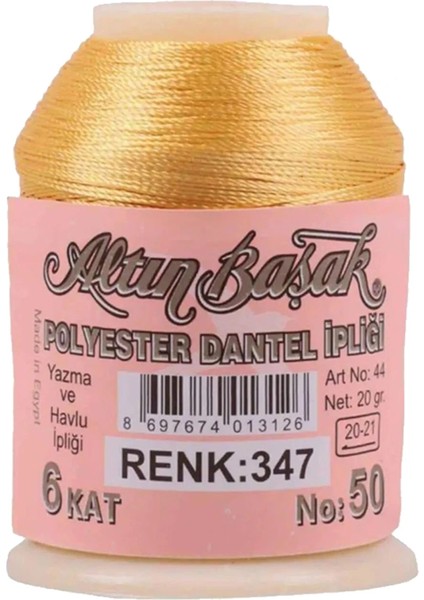 Altın Başak ®
POLYESTER DANTEL İPLİĞİ
Made in Egypt
Yazma
ve
Havlu
İpliği
8 697674 013126
Art No: 44
Net: 20 gr.
20-21
RENK:347
6 KAT
No: 50